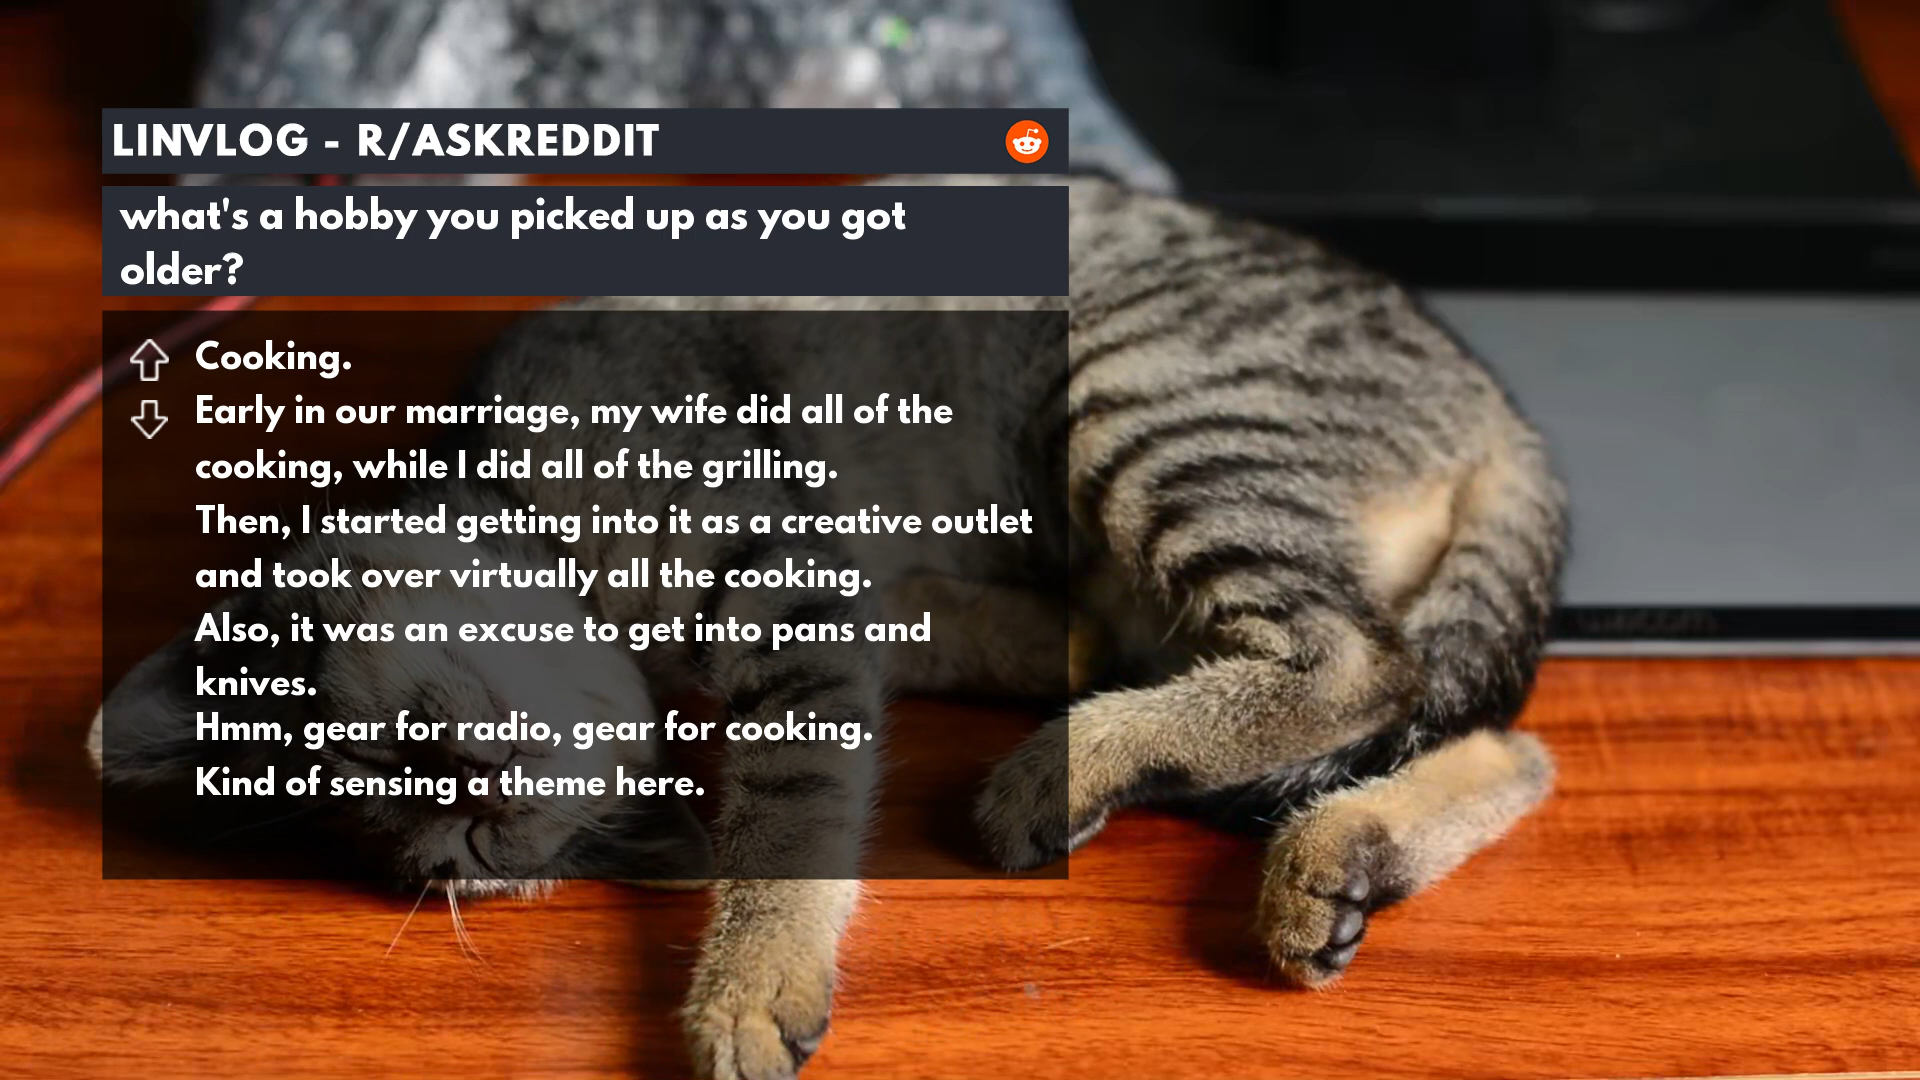 LINVLOG - R/ASKREDDIT
what's a hobby you picked up as you got
older?
Cooking.
Early in our marriage, my wife did all of the
cooking, while I did all of the grilling.
Then, I started getting into it as a creative outlet
and took over virtually all the cooking.
Also, it was an excuse to get into pans and
knives.
Hmm, gear for radio, gear for cooking.
Kind of sensing a theme here.
wacom